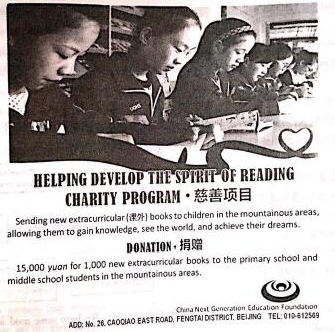 HELPING DEVELOP THE SPIRIT OF READING
CHARITY PROGRAM · 慈善项目
Sending new extracurricular (课外) books to children in the mountainous areas,
allowing them to gain knowledge, see the world, and achieve their dreams.
DONATION · 捐赠
15,000 yuan for 1,000 new extracurricular books to the primary school and
middle school students in the mountainous areas.
China Next Generation Education Foundation
ADD: No. 26, CAOQIAO EAST ROAD, FENGTAI DISTRICT, BEIJING TEL: 010-612569